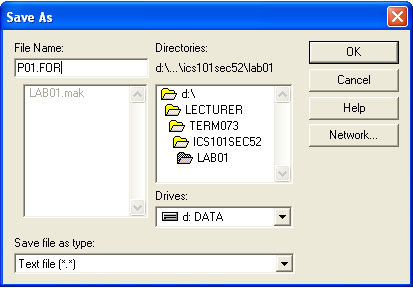 Save As
File Name:
P01.FOR
LAB01.mak
Directories:
d:\...\ics101sec52\lab01
d:\
LECTURER
TERM073
ICS101SEC52
LAB01
Drives:
d: DATA
Save file as type:
Text file (*.*)
OK
Cancel
Help
Network...